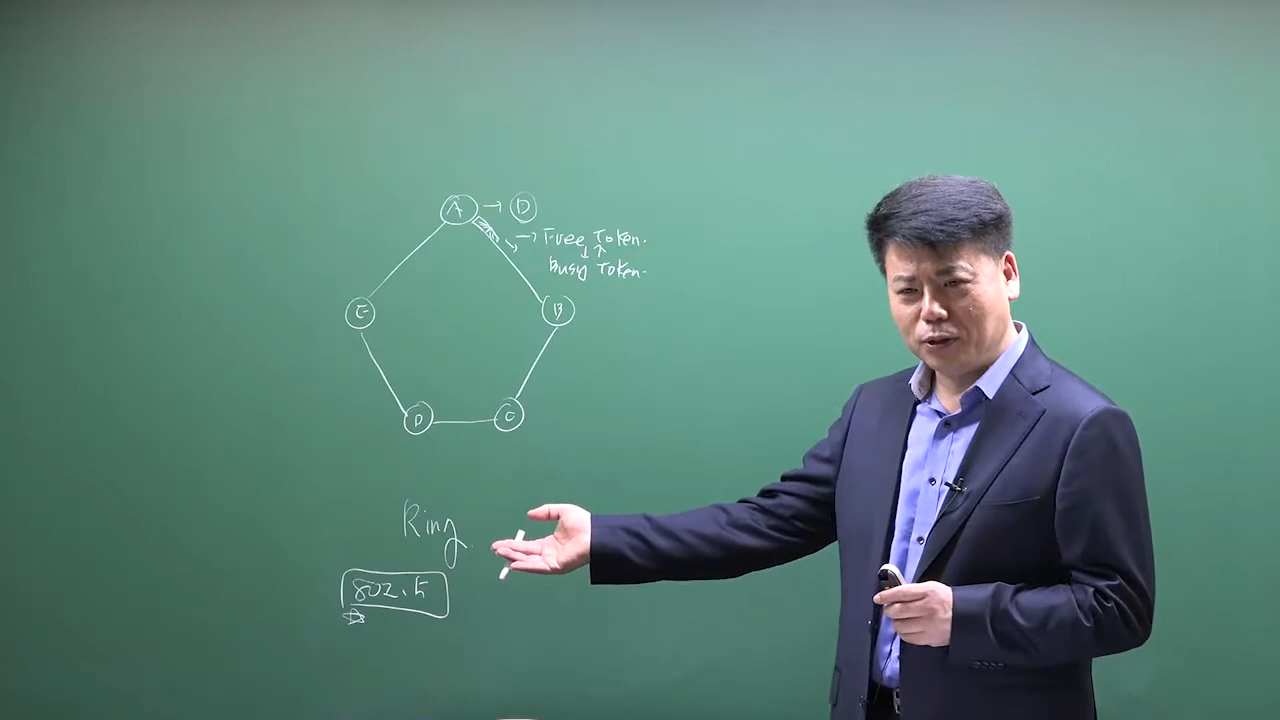 A → D
→ Free Token.
↓ ↑
Busy Token.
E
B
D
C
Ring.
802.5